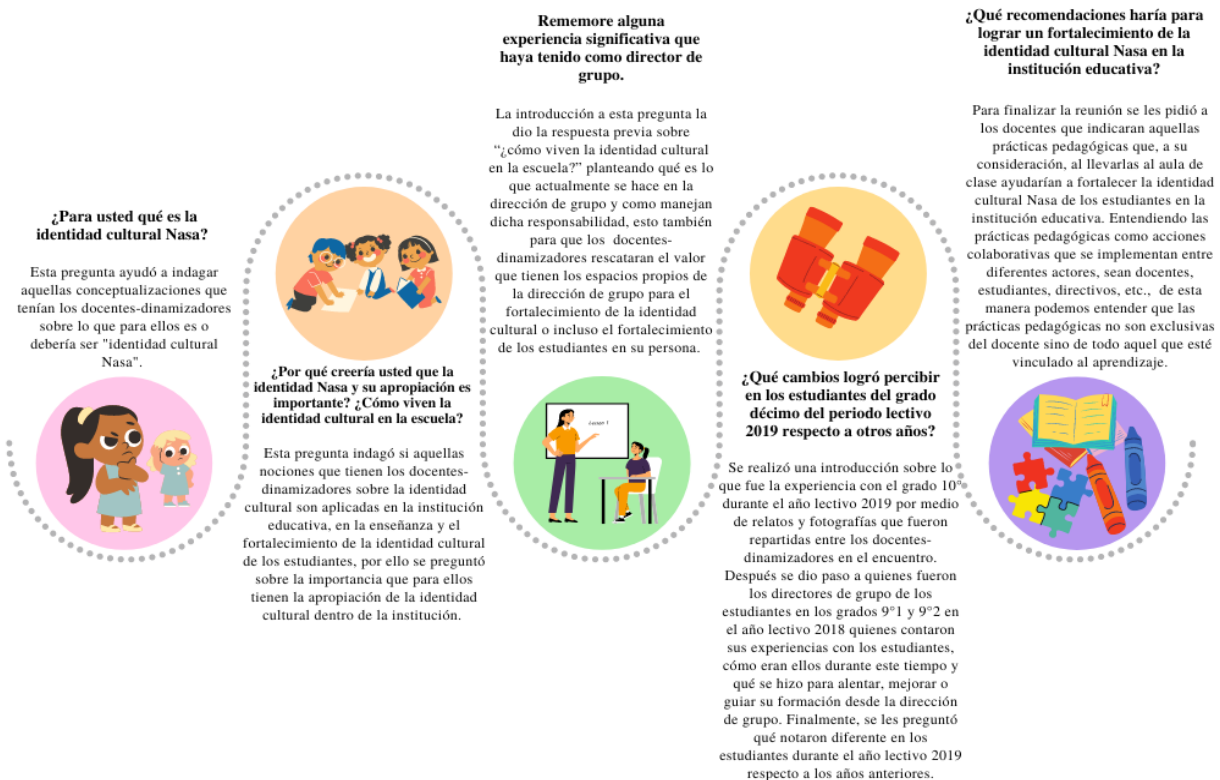 ¿Para usted qué es la
identidad cultural Nasa?
Esta pregunta ayudó a indagar
aquellas conceptualizaciones que
tenían los docentes-dinamizadores
sobre lo que para ellos es o
debería ser "identidad cultural
Nasa".
¿Por qué creería usted que la
identidad Nasa y su apropiación es
importante? ¿Cómo viven la
identidad cultural en la escuela?
Esta pregunta indagó si aquellas
nociones que tienen los docentes-
dinamizadores sobre la identidad
cultural son aplicadas en la institución
educativa, en la enseñanza y el
fortalecimiento de la identidad cultural
de los estudiantes, por ello se preguntó
sobre la importancia que para ellos
tienen la apropiación de la identidad
cultural dentro de la institución.
Rememore alguna
experiencia significativa que
haya tenido como director de
grupo.
La introducción a esta pregunta la
dio la respuesta previa sobre
“¿cómo viven la identidad cultural
en la escuela?” planteando qué es lo
que actualmente se hace en la
dirección de grupo y como manejan
dicha responsabilidad, esto también
para que los docentes-
dinamizadores rescataran el valor
que tienen los espacios propios de
la dirección de grupo para el
fortalecimiento de la identidad
cultural o incluso el fortalecimiento
de los estudiantes en su persona.
Lesson 1
¿Qué cambios logró percibir
en los estudiantes del grado
décimo del periodo lectivo
2019 respecto a otros años?
Se realizó una introducción sobre lo
que fue la experiencia con el grado 10°
durante el año lectivo 2019 por medio
de relatos y fotografías que fueron
repartidas entre los docentes-
dinamizadores en el encuentro.
Después se dio paso a quienes fueron
los directores de grupo de los
estudiantes en los grados 9°1 y 9°2 en
el año lectivo 2018 quienes contaron
sus experiencias con los estudiantes,
cómo eran ellos durante este tiempo y
qué se hizo para alentar, mejorar o
guiar su formación desde la dirección
de grupo. Finalmente, se les preguntó
qué notaron diferente en los
estudiantes durante el año lectivo 2019
respecto a los años anteriores.
¿Qué recomendaciones haría para
lograr un fortalecimiento de la
identidad cultural Nasa en la
institución educativa?
Para finalizar la reunión se les pidió a
los docentes que indicaran aquellas
prácticas pedagógicas que, a su
consideración, al llevarlas al aula de
clase ayudarían a fortalecer la identidad
cultural Nasa de los estudiantes en la
institución educativa. Entendiendo las
prácticas pedagógicas como acciones
colaborativas que se implementan entre
diferentes actores, sean docentes,
estudiantes, directivos, etc., de esta
manera podemos entender que las
prácticas pedagógicas no son exclusivas
del docente sino de todo aquel que esté
vinculado al aprendizaje.